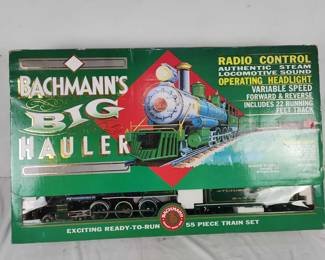 BACHMANN'S
BIG
HAULER
RADIO CONTROL
AUTHENTIC STEAM
LOCOMOTIVE SOUND
OPERATING HEADLIGHT
VARIABLE SPEED
FORWARD & REVERSE
INCLUDES 22 RUNNING
FEET TRACK
EXCITING READY-TO-RUN
BACHMANN
55 PIECE TRAIN SET